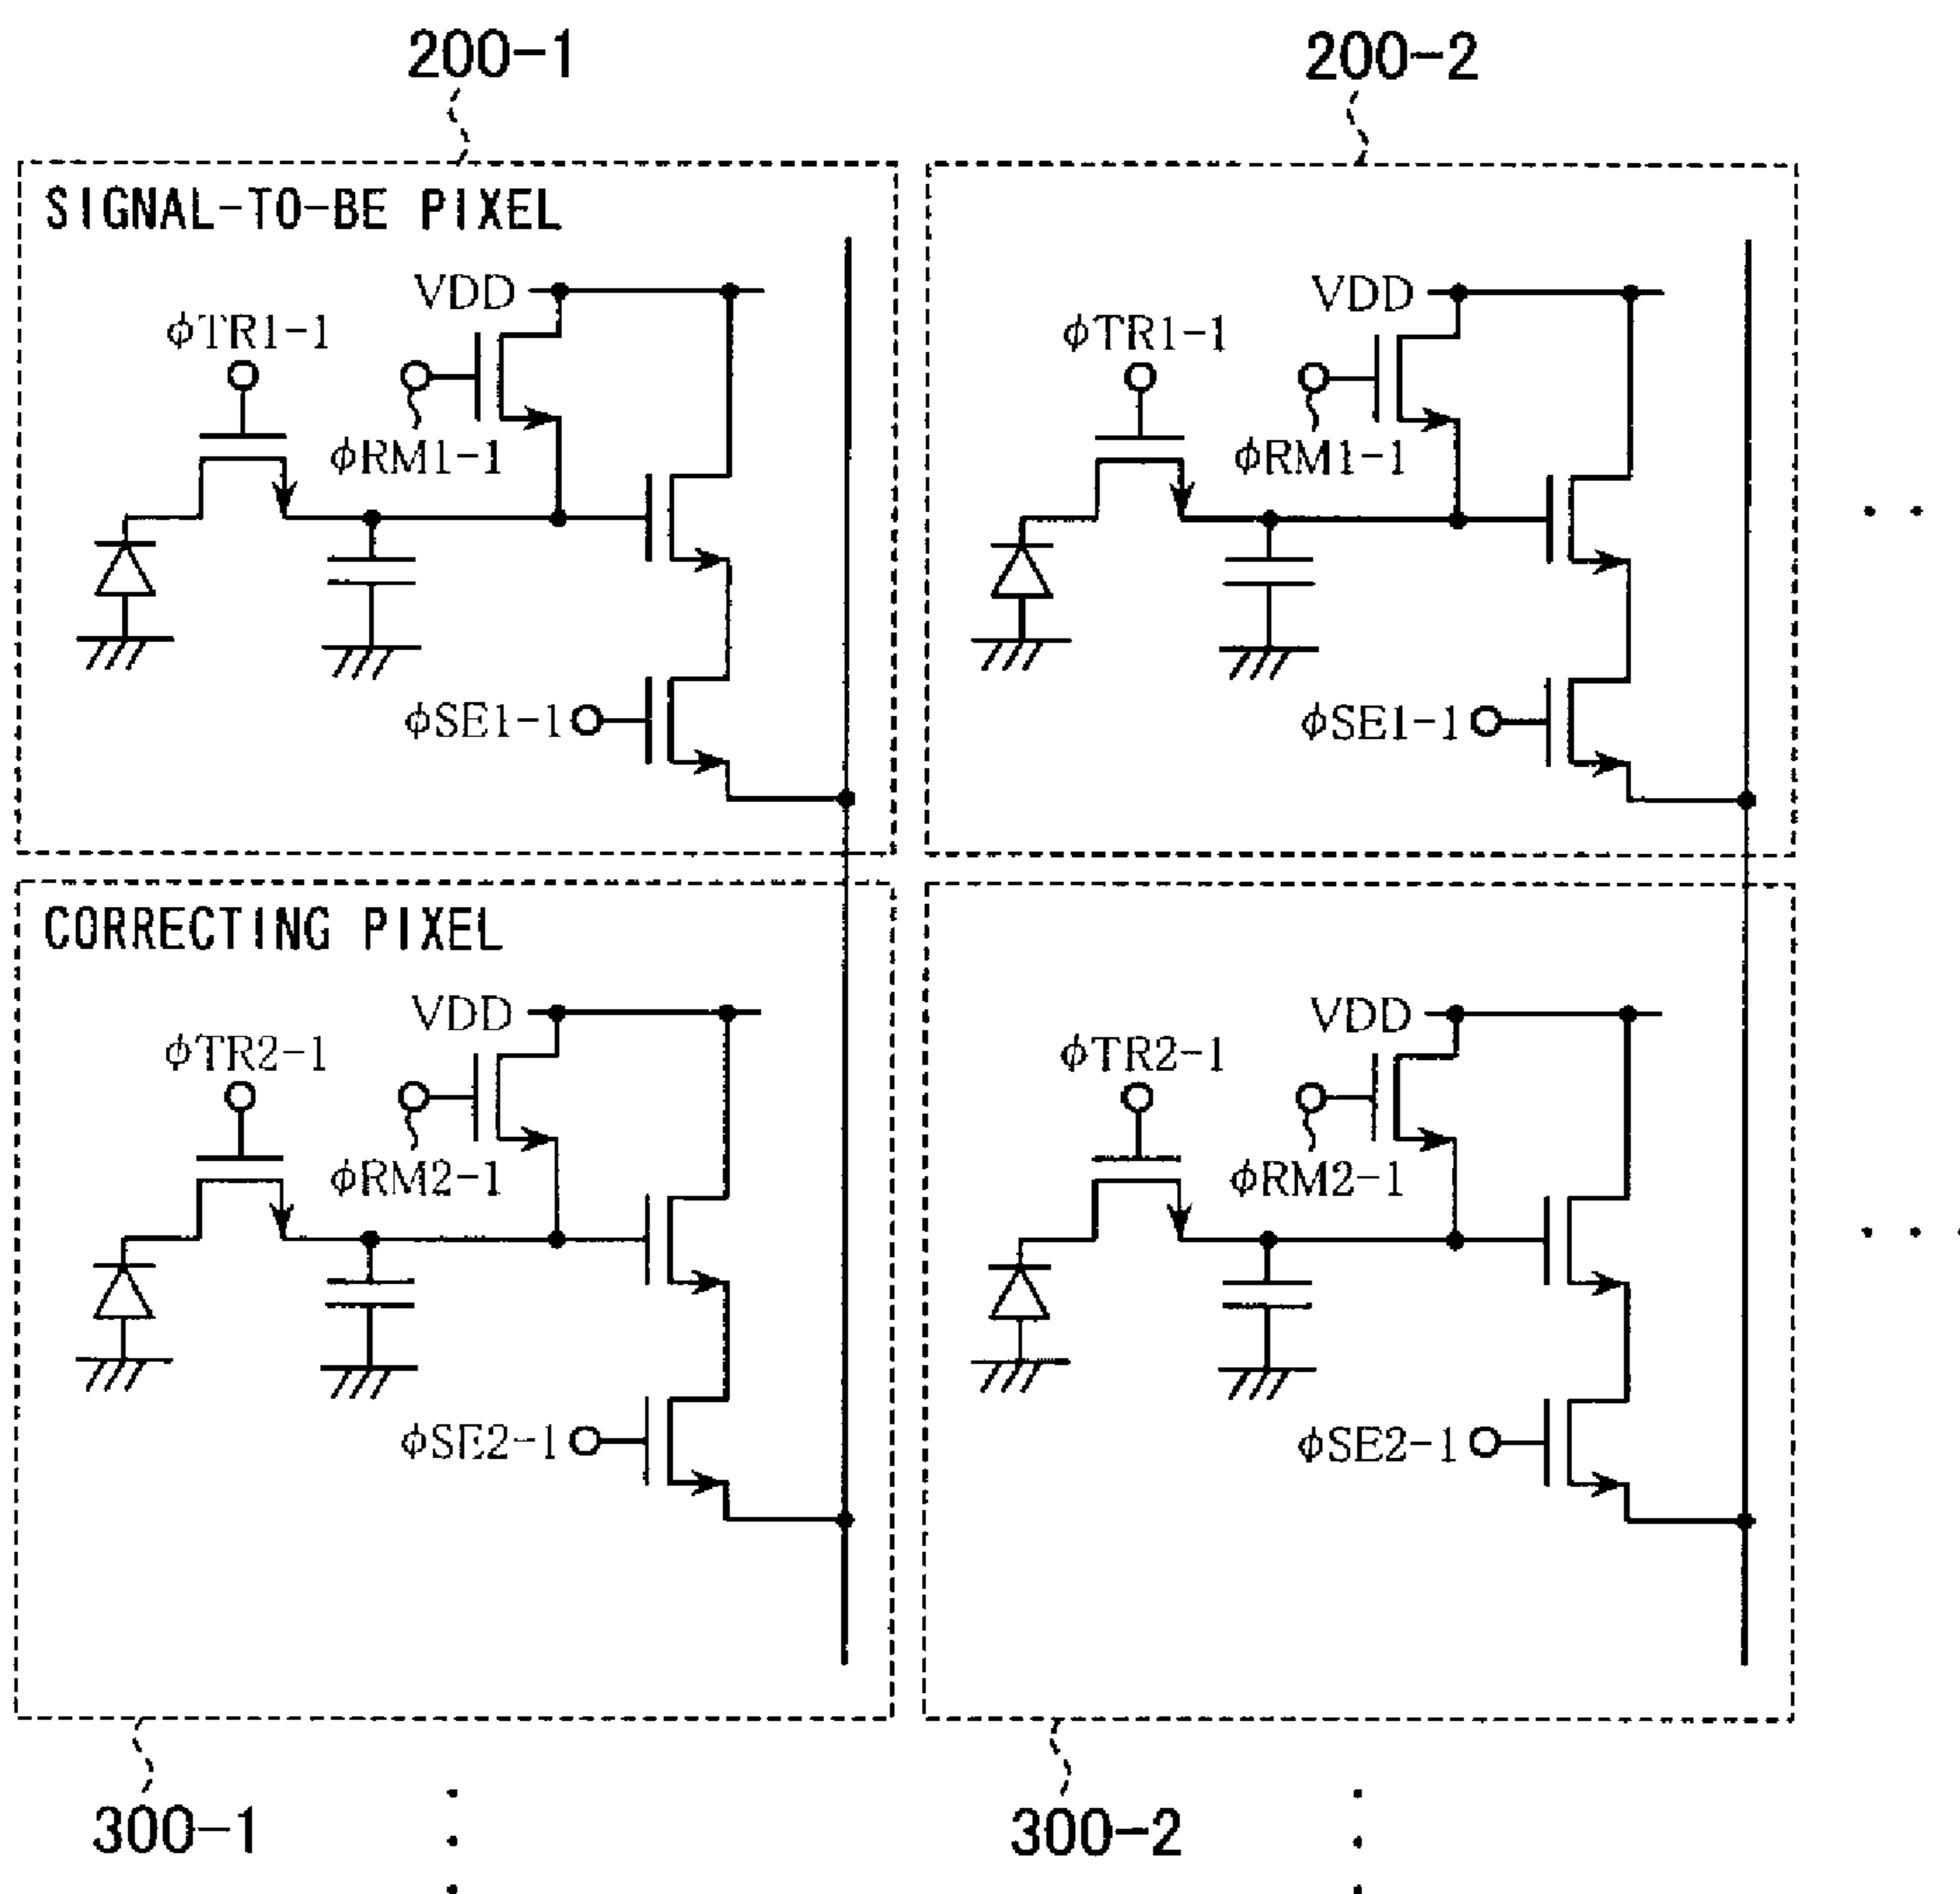 200-1
200-2
SIGNAL-TO-BE PIXEL
VDD
VDD
φTR1-1
φTR1-1
φRM1-1
φRM1-1
φSE1-1
φSE1-1
CORRECTING PIXEL
VDD
VDD
φTR2-1
φTR2-1
φRM2-1
φRM2-1
φSE2-1
φSE2-1
300-1
300-2